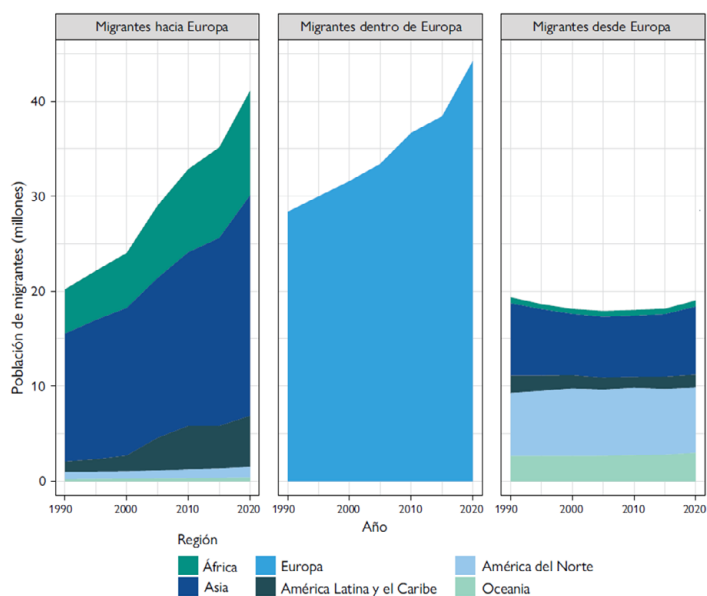 Migrantes hacia Europa
Migrantes dentro de Europa
Migrantes desde Europa
Población de migrantes (millones)
40
30
20
10
0
1990 2000 2010 2020
1990 2000 2010 2020
1990 2000 2010 2020
Año
Región
África
Europa
América del Norte
Asia
América Latina y el Caribe
Oceania